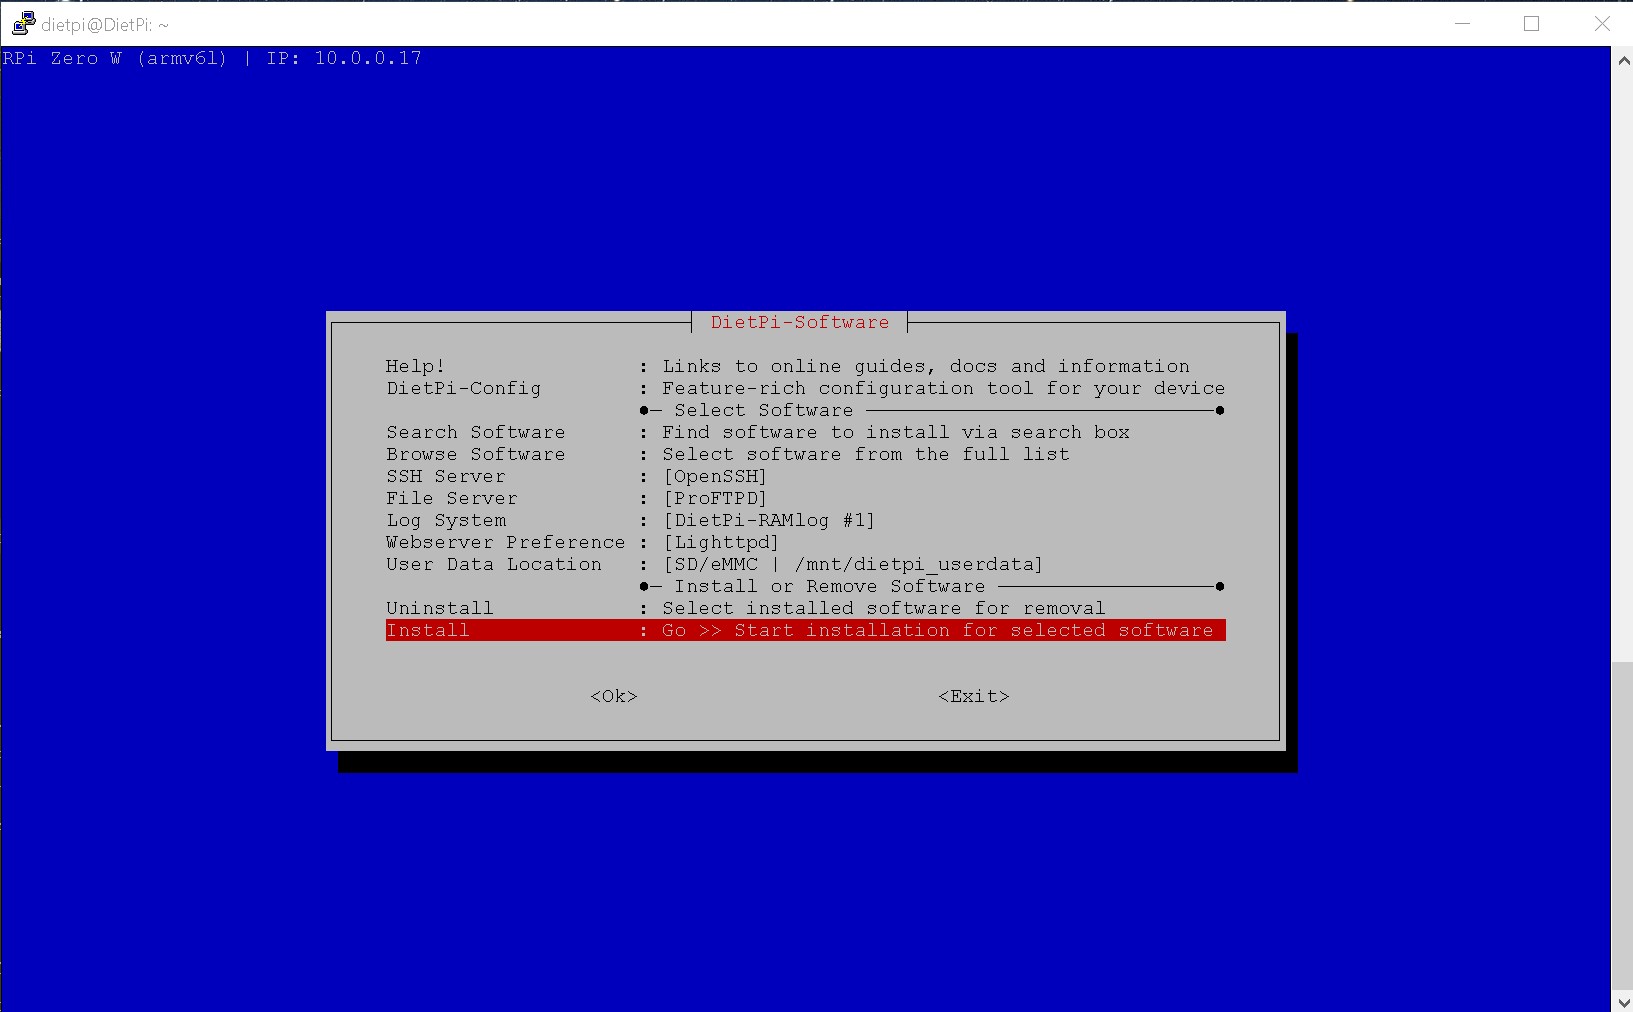 dietpi@DietPi: ~
RPi Zero W (armv6l) | IP: 10.0.0.17
DietPi-Software
Help! : Links to online guides, docs and information
DietPi-Config : Feature-rich configuration tool for your device
●─ Select Software ─────────────────────────────●
Search Software : Find software to install via search box
Browse Software : Select software from the full list
SSH Server : [OpenSSH]
File Server : [ProFTPD]
Log System : [DietPi-RAMlog #1]
Webserver Preference : [Lighttpd]
User Data Location : [SD/eMMC | /mnt/dietpi_userdata]
●─ Install or Remove Software ──────────────────●
Uninstall : Select installed software for removal
Install : Go >> Start installation for selected software
<Ok> <Exit>